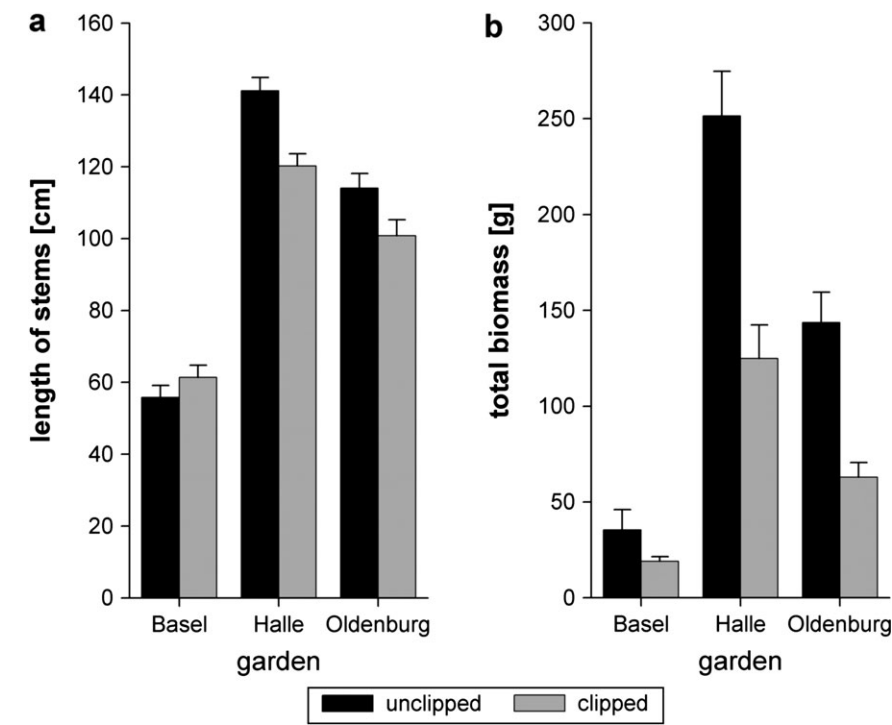 a
160
140
120
100
80
60
40
20
0
length of stems [cm]
Basel Halle Oldenburg
garden
b
300
250
200
150
100
50
0
total biomass [g]
Basel Halle Oldenburg
garden
unclipped clipped